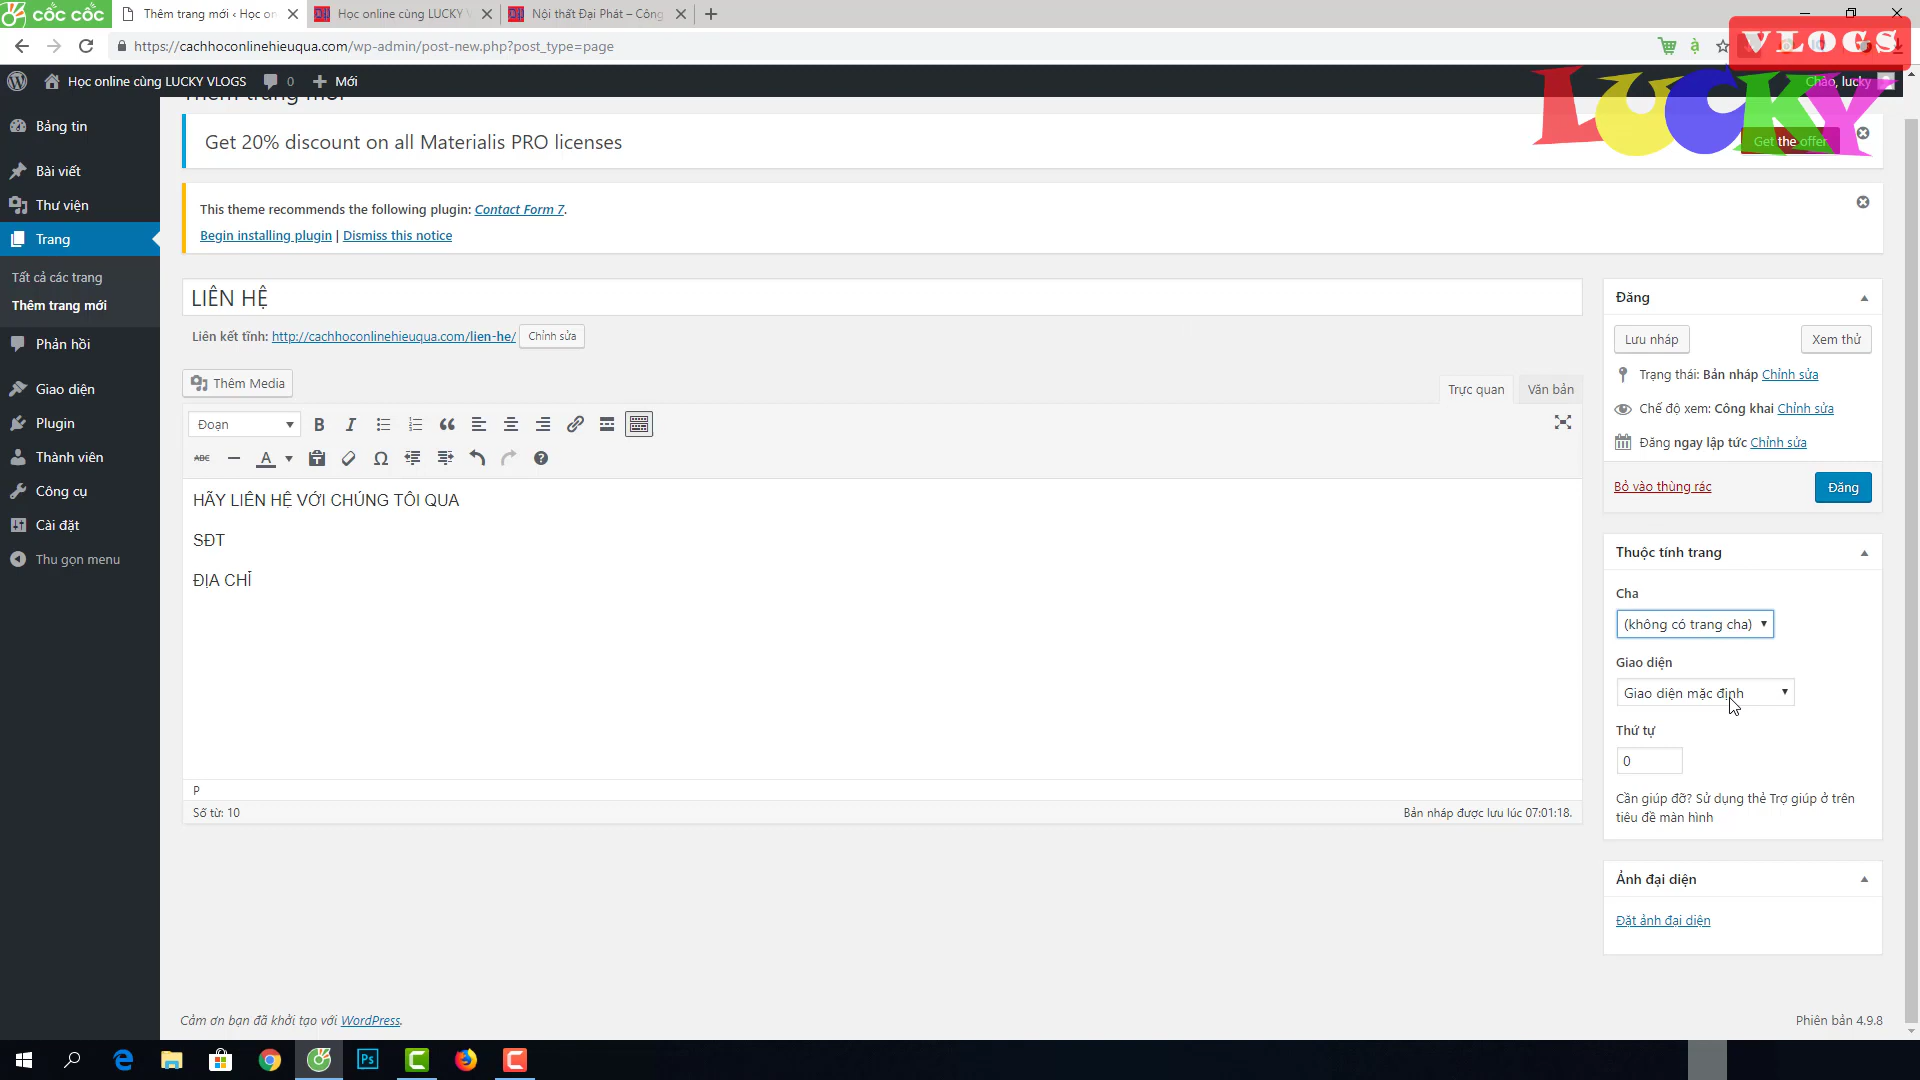 cốc cốc
Thêm trang mới ‹ Học on
Học online cùng LUCKY V
Nội thất Đại Phát – Công
https://cachhoconlinehieuqua.com/wp-admin/post-new.php?post_type=page
VLOGS
LUCKY
Học online cùng LUCKY VLOGS
0
Mới
Chào, lucky
Thêm trang mới
Bảng tin
Bài viết
Thư viện
Trang
Tất cả các trang
Thêm trang mới
Phản hồi
Giao diện
Plugin
Thành viên
Công cụ
Cài đặt
Thu gọn menu
Get 20% discount on all Materialis PRO licenses
Get the offer
This theme recommends the following plugin: Contact Form 7.
Begin installing plugin | Dismiss this notice
LIÊN HỆ
Liên kết tĩnh: http://cachhoconlinehieuqua.com/lien-he/ Chỉnh sửa
Thêm Media
Trực quan
Văn bản
Đoạn
B I
ABC A Ω
HÃY LIÊN HỆ VỚI CHÚNG TÔI QUA
SĐT
ĐỊA CHỈ
P
Số từ: 10
Bản nháp được lưu lúc 07:01:18.
Đăng
Lưu nháp
Xem thử
Trạng thái: Bản nháp Chỉnh sửa
Chế độ xem: Công khai Chỉnh sửa
Đăng ngay lập tức Chỉnh sửa
Bỏ vào thùng rác
Đăng
Thuộc tính trang
Cha
(không có trang cha)
Giao diện
Giao diện mặc định
Thứ tự
0
Cần giúp đỡ? Sử dụng thẻ Trợ giúp ở trên
tiêu đề màn hình
Ảnh đại diện
Đặt ảnh đại diện
Cảm ơn bạn đã khởi tạo với WordPress.
Phiên bản 4.9.8
Ps